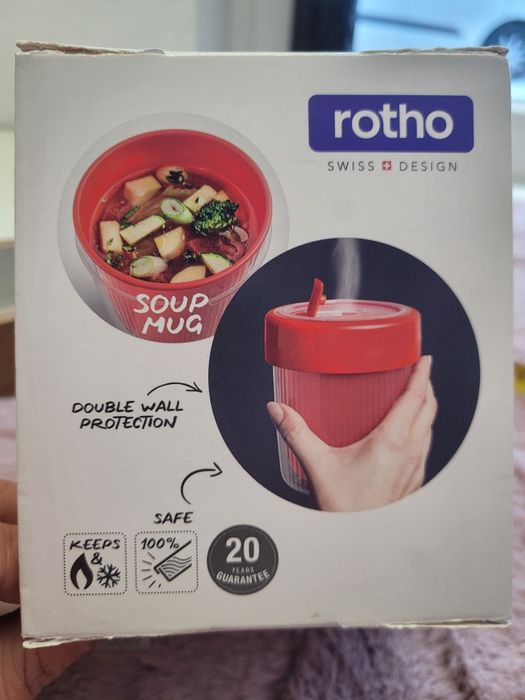 rotho
SWISS DESIGN
SOUP
MUG
DOUBLE WALL
PROTECTION
SAFE
KEEPS
&
100%
20
YEARS
GUARANTEE